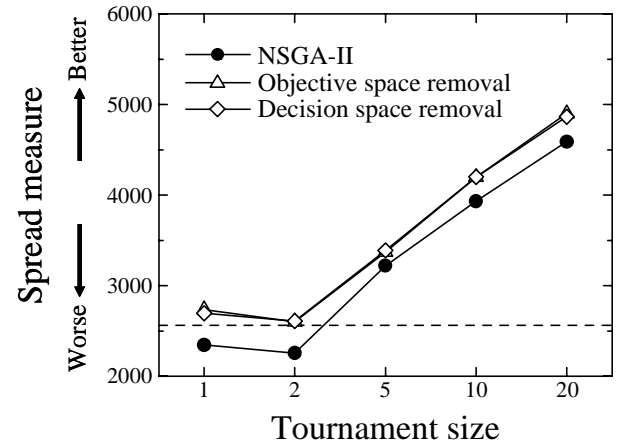 6000
5000
4000
3000
2000
Worse
Better
Spread measure
NSGA-II
Objective space removal
Decision space removal
1
2
5
10
20
Tournament size